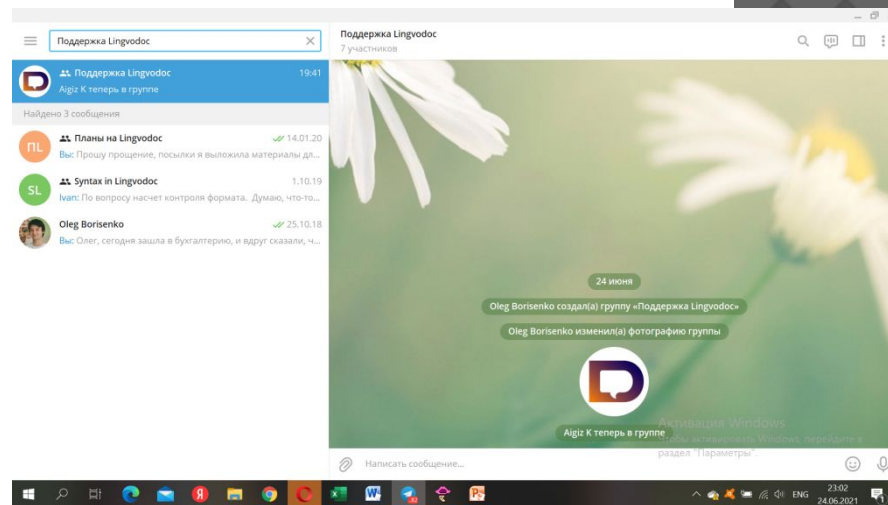 Поддержка Lingvodoc
Поддержка Lingvodoc 19:41
Aigiz K теперь в группе
Найдено 3 сообщения
ПL
Планы на Lingvodoc 14.01.20
Вы: Прошу прощение, посылки я выложила материалы дл...
SL
Syntax in Lingvodoc 1.10.19
Ivan: По вопросу насчет контроля формата. Думаю, что-то...
Oleg Borisenko 25.10.18
Вы: Олег, сегодня зашла в бухгалтерию, и вдруг сказали, ч...
Поддержка Lingvodoc
7 участников
24 июня
Oleg Borisenko создал(а) группу «Поддержка Lingvodoc»
Oleg Borisenko изменил(а) фотографию группы
Aigiz K теперь в группе
Активация Windows
Чтобы активировать Windows, перейдите в
раздел "Параметры".
Написать сообщение...
ENG
23:02
24.06.2021